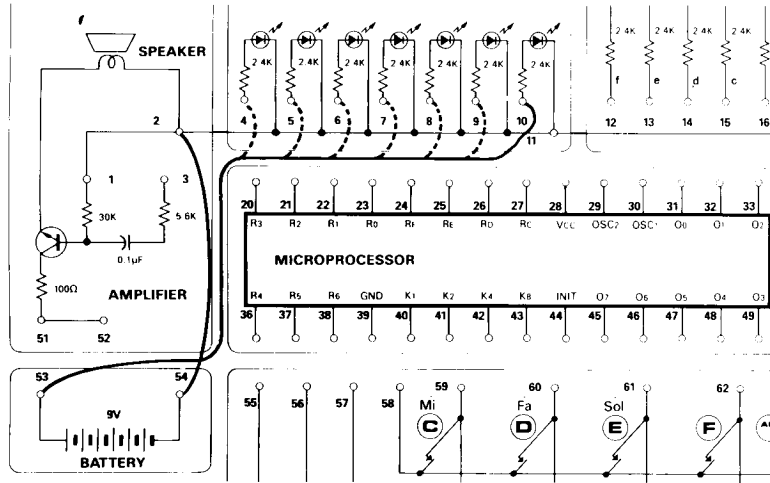 SPEAKER
2.4K 2.4K 2.4K 2.4K 2.4K 2.4K 2.4K
2 4K 2 4K 2 4K 2 4K
f e d c
2 4 5 6 7 8 9 10 11 12 13 14 15 16
1 3
30K 5.6K
0.1µF
100Ω
AMPLIFIER
51 52
20 21 22 23 24 25 26 27 28 29 30 31 32 33
R3 R2 R1 R0 RF RE RD RC VCC OSC2 OSC1 O0 O1 O2
MICROPROCESSOR
R4 R5 R6 GND K1 K2 K4 K8 INIT O7 O6 O5 O4 O3
36 37 38 39 40 41 42 43 44 45 46 47 48 49
53 54
9V
BATTERY
55 56 57 58 59 60 61 62
Mi Fa Sol
C D E F